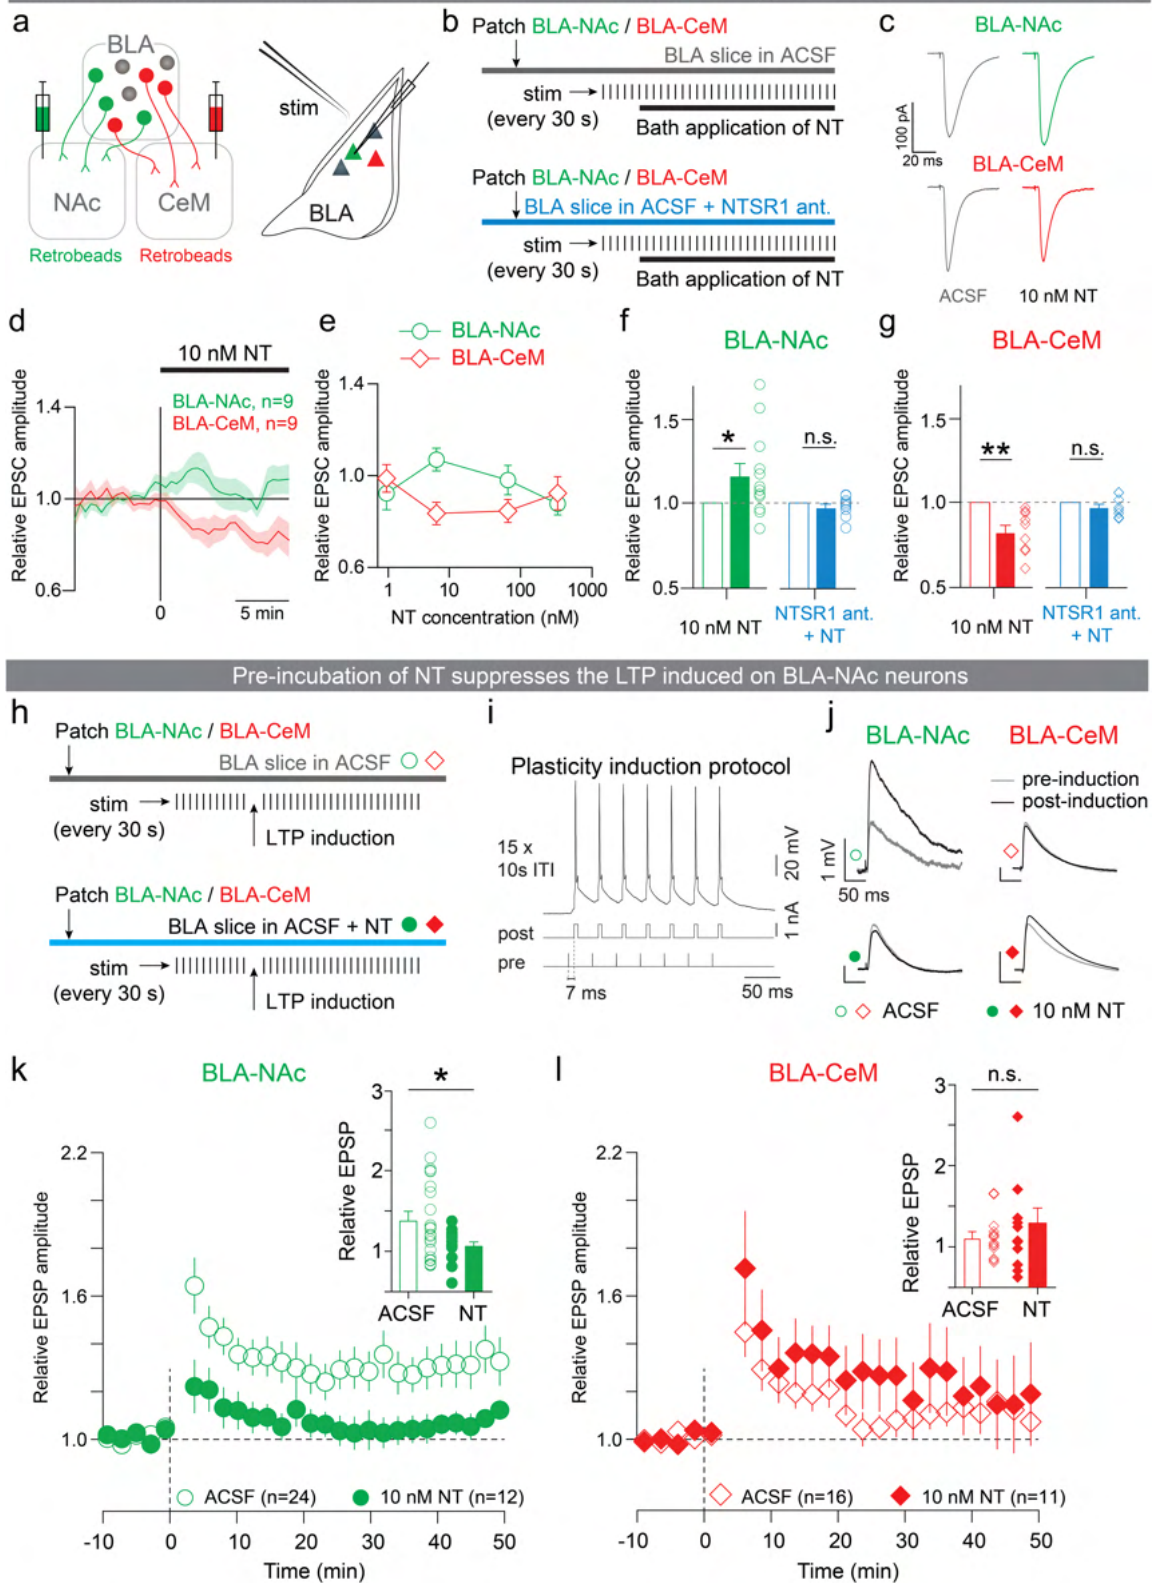 a
BLA
stim
NAc
CeM
BLA
Retrobeads
Retrobeads
b
Patch BLA-NAc / BLA-CeM
BLA slice in ACSF
stim
(every 30 s)
Bath application of NT
Patch BLA-NAc / BLA-CeM
BLA slice in ACSF + NTSR1 ant.
stim
(every 30 s)
Bath application of NT
c
BLA-NAc
100 pA
20 ms
BLA-CeM
ACSF
10 nM NT
d
10 nM NT
BLA-NAc, n=9
BLA-CeM, n=9
Relative EPSC amplitude
1.4
1.0
0.6
0
5 min
e
BLA-NAc
BLA-CeM
Relative EPSC amplitude
1.4
1.0
0.6
1
10
100
1000
NT concentration (nM)
f
BLA-NAc
Relative EPSC amplitude
1.5
1.0
0.5
*
n.s.
10 nM NT
NTSR1 ant.
+ NT
g
BLA-CeM
Relative EPSC amplitude
1.5
1.0
0.5
**
n.s.
10 nM NT
NTSR1 ant.
+ NT
Pre-incubation of NT suppresses the LTP induced on BLA-NAc neurons
h
Patch BLA-NAc / BLA-CeM
BLA slice in ACSF
stim
(every 30 s)
LTP induction
Patch BLA-NAc / BLA-CeM
BLA slice in ACSF + NT
stim
(every 30 s)
LTP induction
i
Plasticity induction protocol
15 x
10s ITI
20 mV
1 nA
post
pre
7 ms
50 ms
j
BLA-NAc
BLA-CeM
pre-induction
post-induction
1 mV
50 ms
ACSF
10 nM NT
k
BLA-NAc
Relative EPSP amplitude
2.2
1.6
1.0
*
Relative EPSP
3
2
1
ACSF
NT
ACSF (n=24)
10 nM NT (n=12)
-10
0
10
20
30
40
50
Time (min)
l
BLA-CeM
Relative EPSP amplitude
2.2
1.6
1.0
n.s.
Relative EPSP
3
2
1
ACSF
NT
ACSF (n=16)
10 nM NT (n=11)
-10
0
10
20
30
40
50
Time (min)